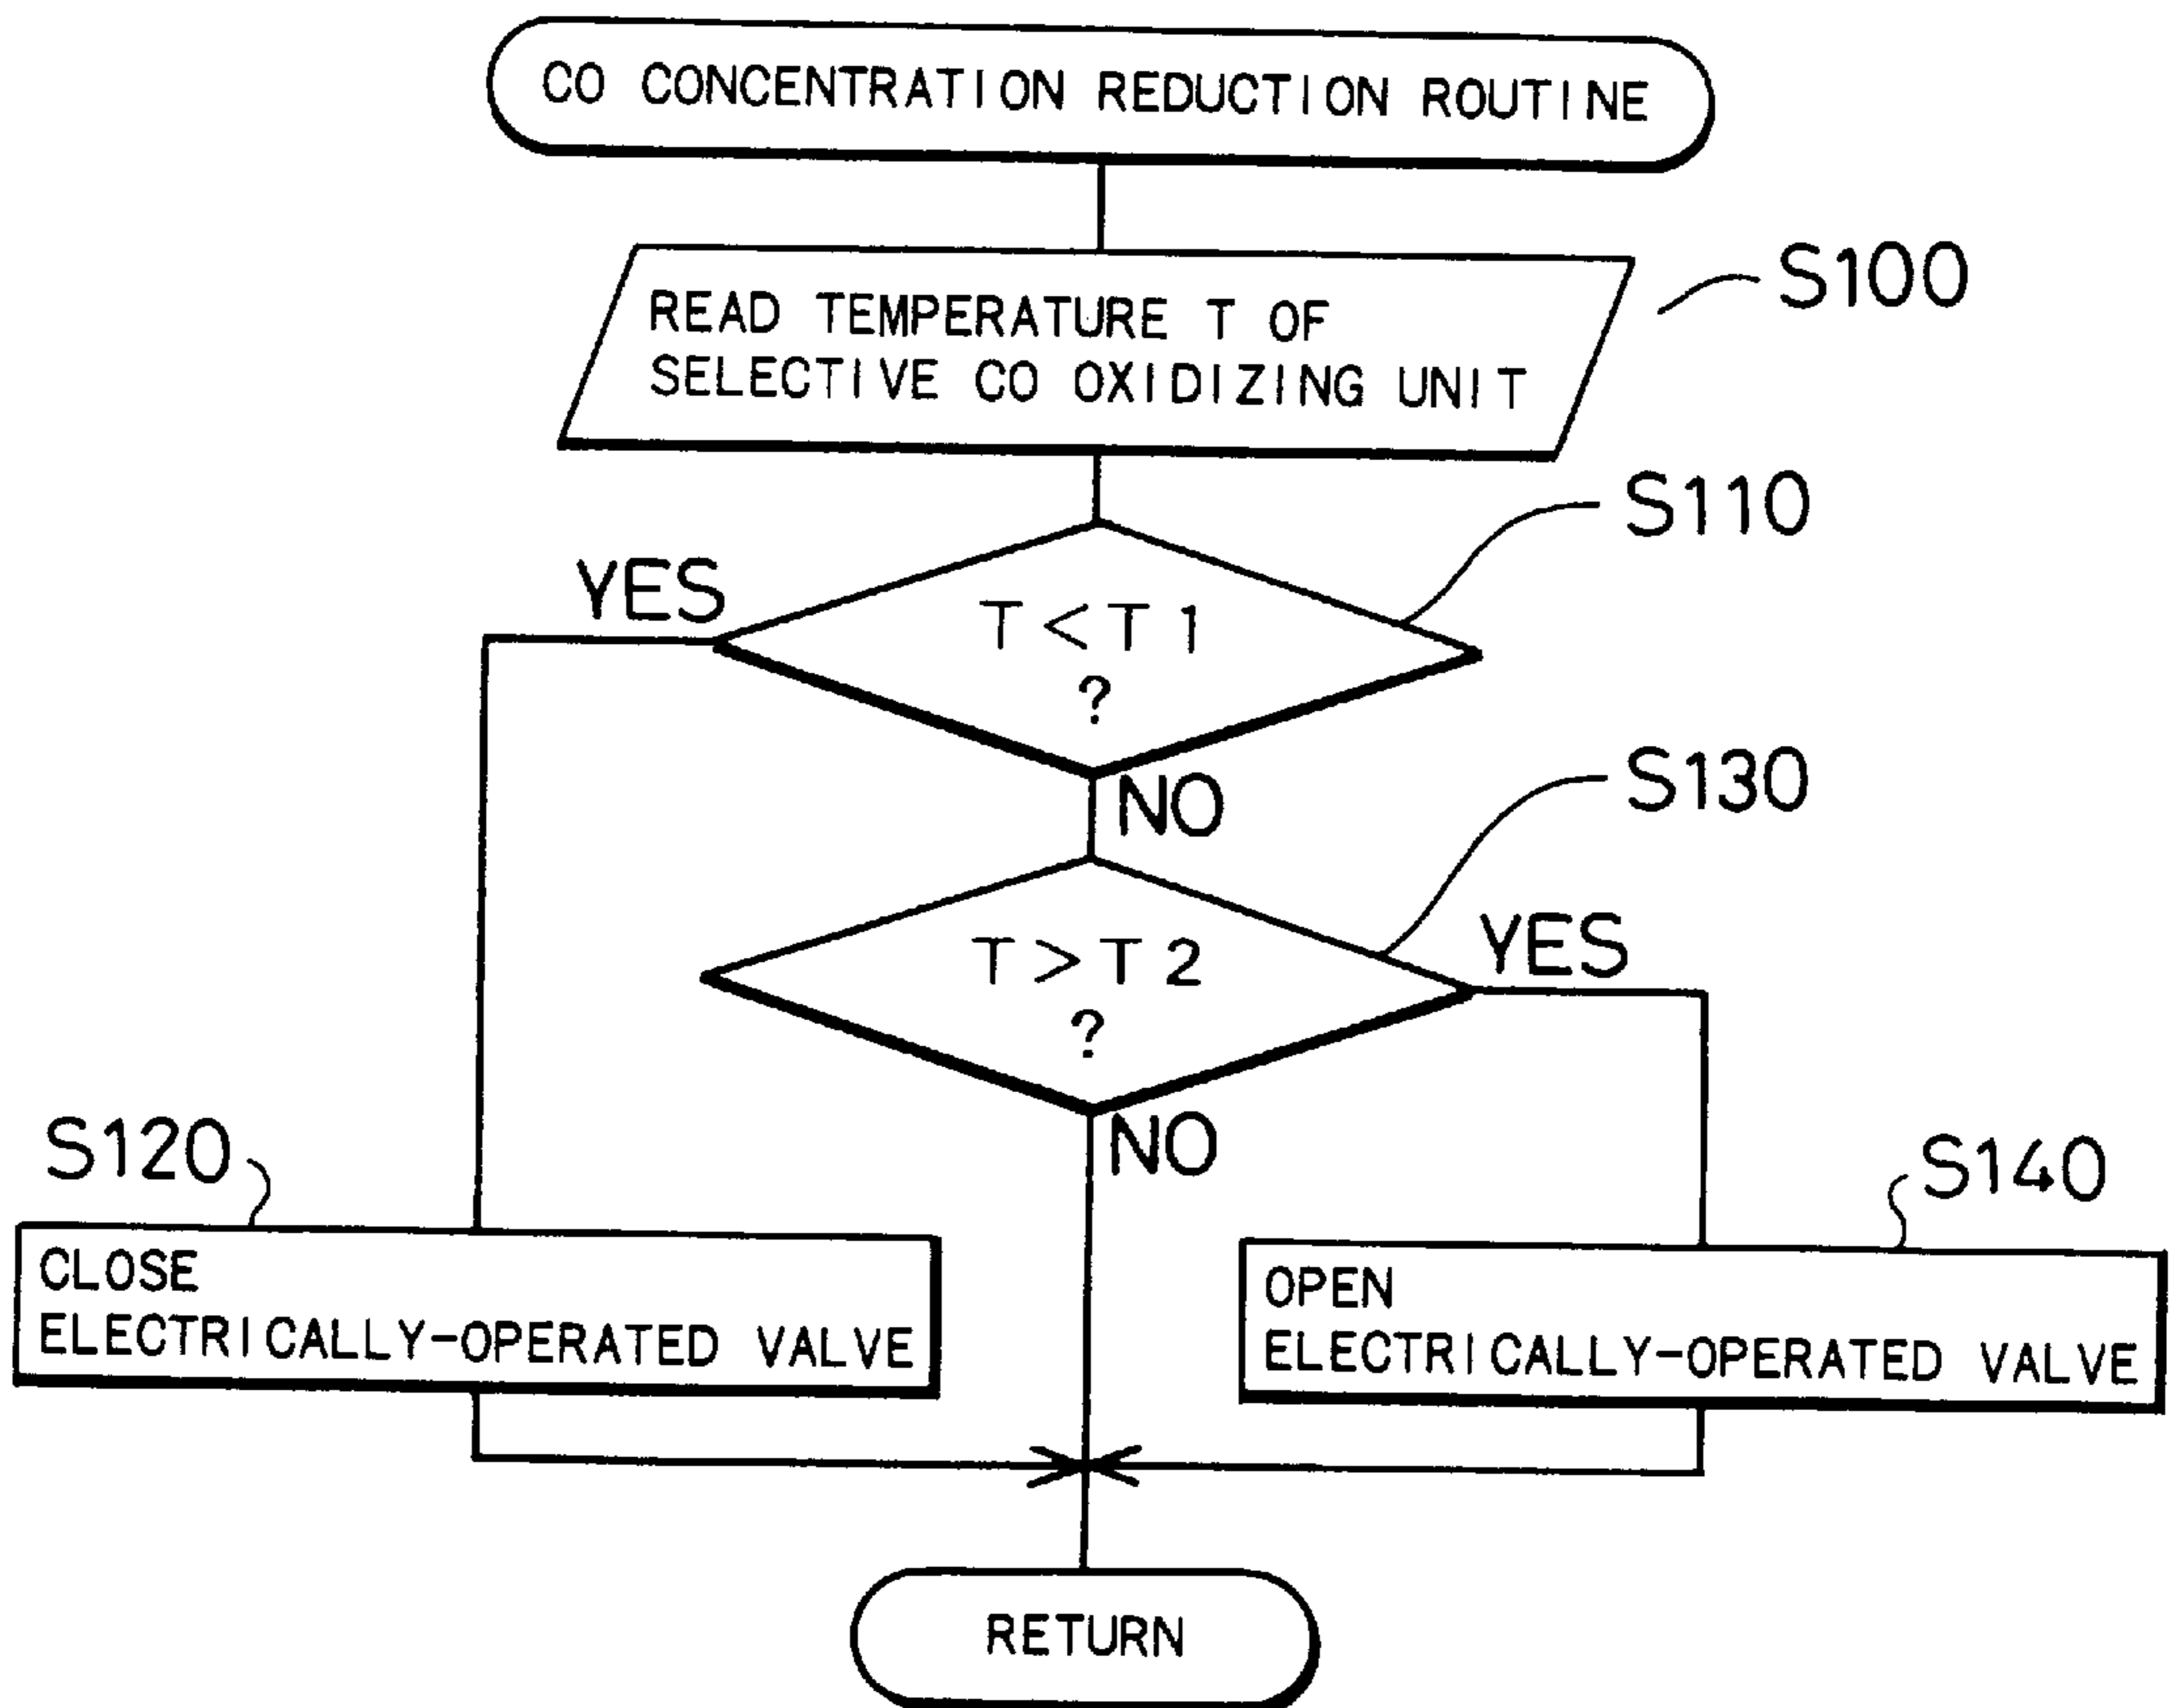 CO CONCENTRATION REDUCTION ROUTINE
READ TEMPERATURE T OF
SELECTIVE CO OXIDIZING UNIT
S100
S110
YES
T<T1
?
NO
S130
T>T2
?
YES
NO
S120
CLOSE
ELECTRICALLY-OPERATED VALVE
S140
OPEN
ELECTRICALLY-OPERATED VALVE
RETURN